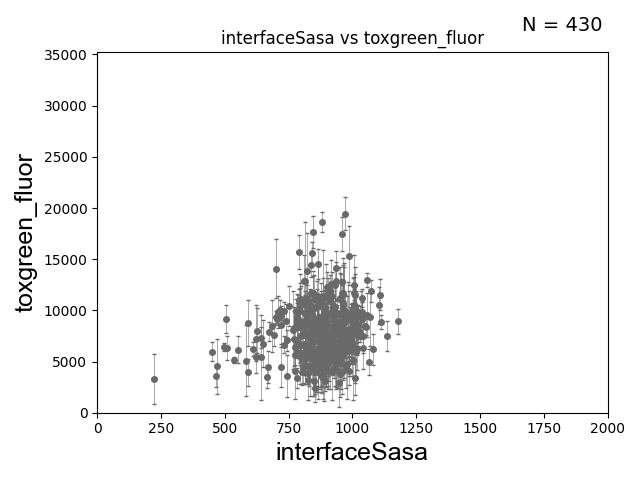 N = 430
interfaceSasa vs toxgreen_fluor
35000
30000
25000
20000
15000
10000
5000
0
toxgreen_fluor
0 250 500 750 1000 1250 1500 1750 2000
interfaceSasa